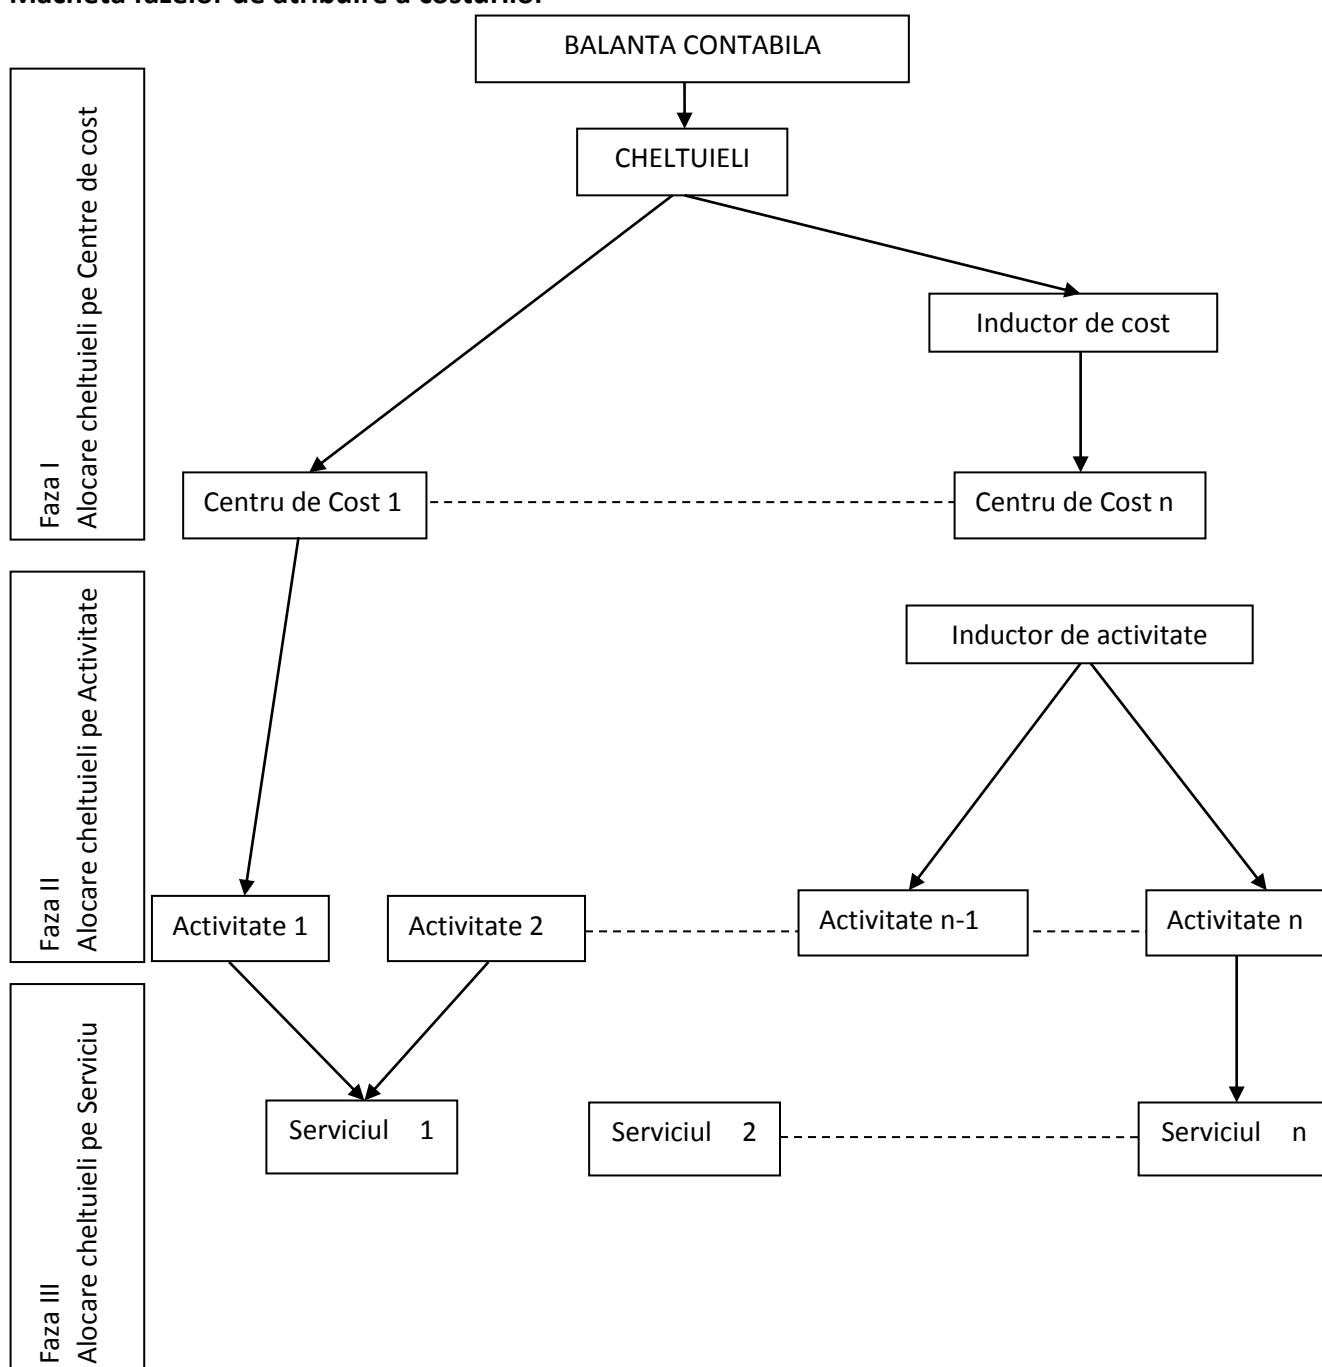 Macheta fazelor de atribuire a costurilor
BALANTA CONTABILA
CHELTUIELI
Faza I
Alocare cheltuieli pe Centre de cost
Inductor de cost
Centru de Cost 1
Centru de Cost n
Faza II
Alocare cheltuieli pe Activitate
Inductor de activitate
Activitate 1
Activitate 2
Activitate n-1
Activitate n
Faza III
Alocare cheltuieli pe Serviciu
Serviciul 1
Serviciul 2
Serviciul n